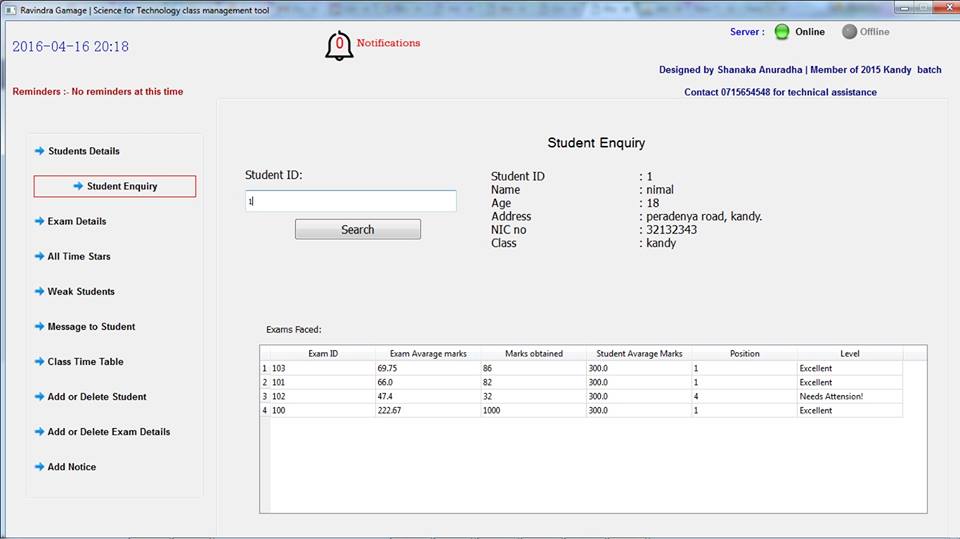 Ravindra Gamage | Science for Technology class management tool
2016-04-16 20:18
0 Notifications
Server : Online Offline
Designed by Shanaka Anuradha | Member of 2015 Kandy batch
Reminders :- No reminders at this time
Contact 0715654548 for technical assistance
Students Details
Student Enquiry
Exam Details
All Time Stars
Weak Students
Message to Student
Class Time Table
Add or Delete Student
Add or Delete Exam Details
Add Notice
Student Enquiry
Student ID:
1
Search
Student ID : 1
Name : nimal
Age : 18
Address : peradenya road, kandy.
NIC no : 32132343
Class : kandy
Exams Faced:
Exam ID Exam Avarage marks Marks obtained Student Avarage Marks Position Level
1 103 69.75 86 300.0 1 Excellent
2 101 66.0 82 300.0 1 Excellent
3 102 47.4 32 300.0 4 Needs Attension!
4 100 222.67 1000 300.0 1 Excellent